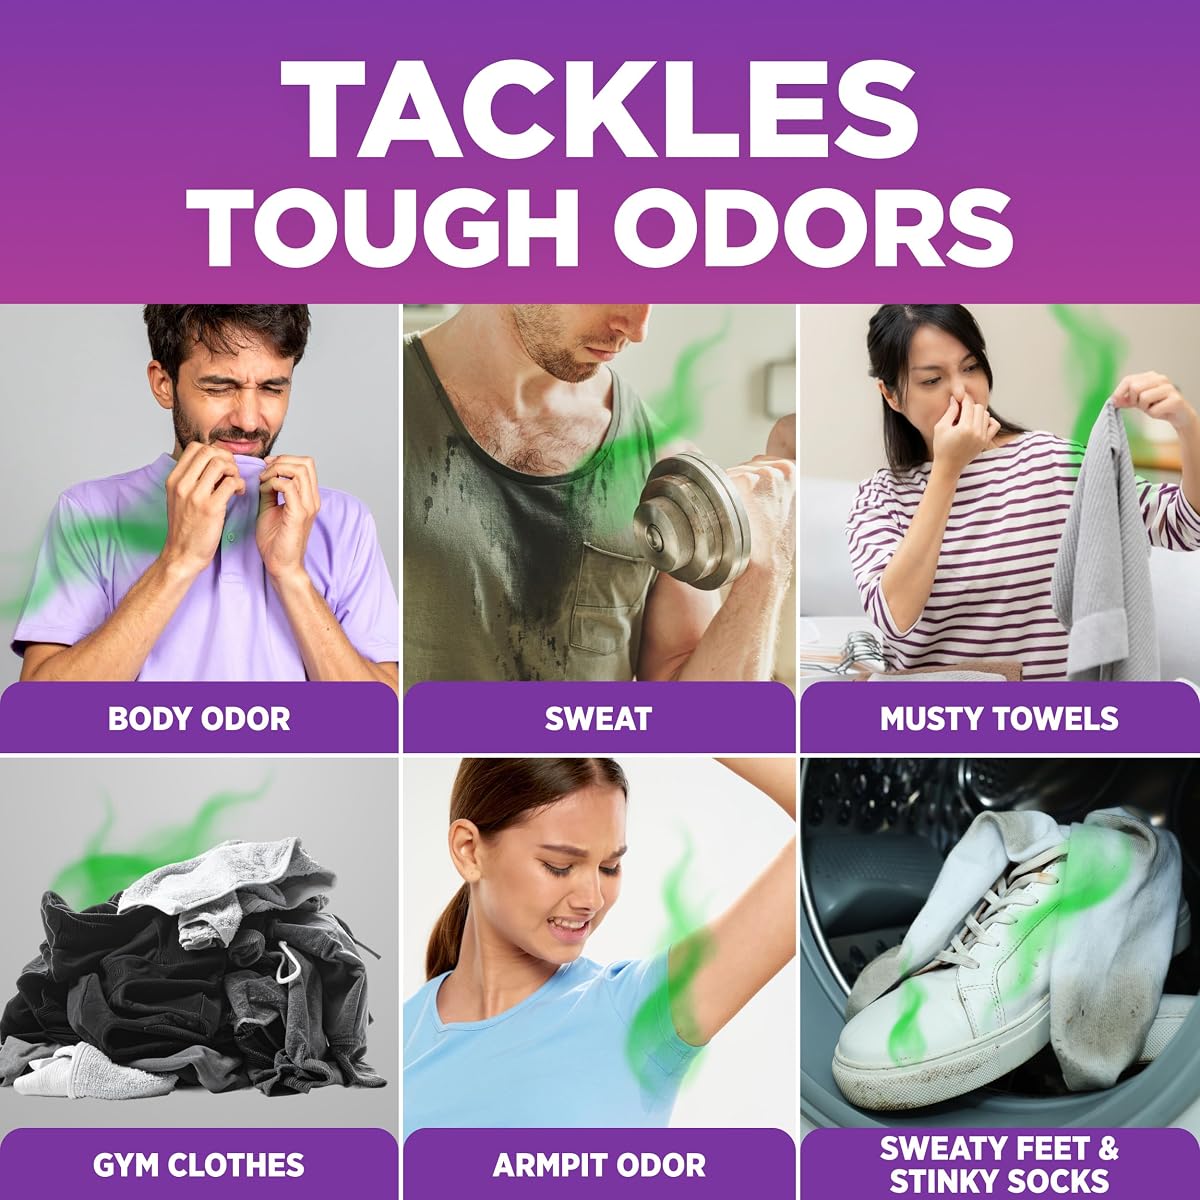 TACKLES
TOUGH ODORS
BODY ODOR
SWEAT
MUSTY TOWELS
GYM CLOTHES
ARMPIT ODOR
SWEATY FEET &
STINKY SOCKS